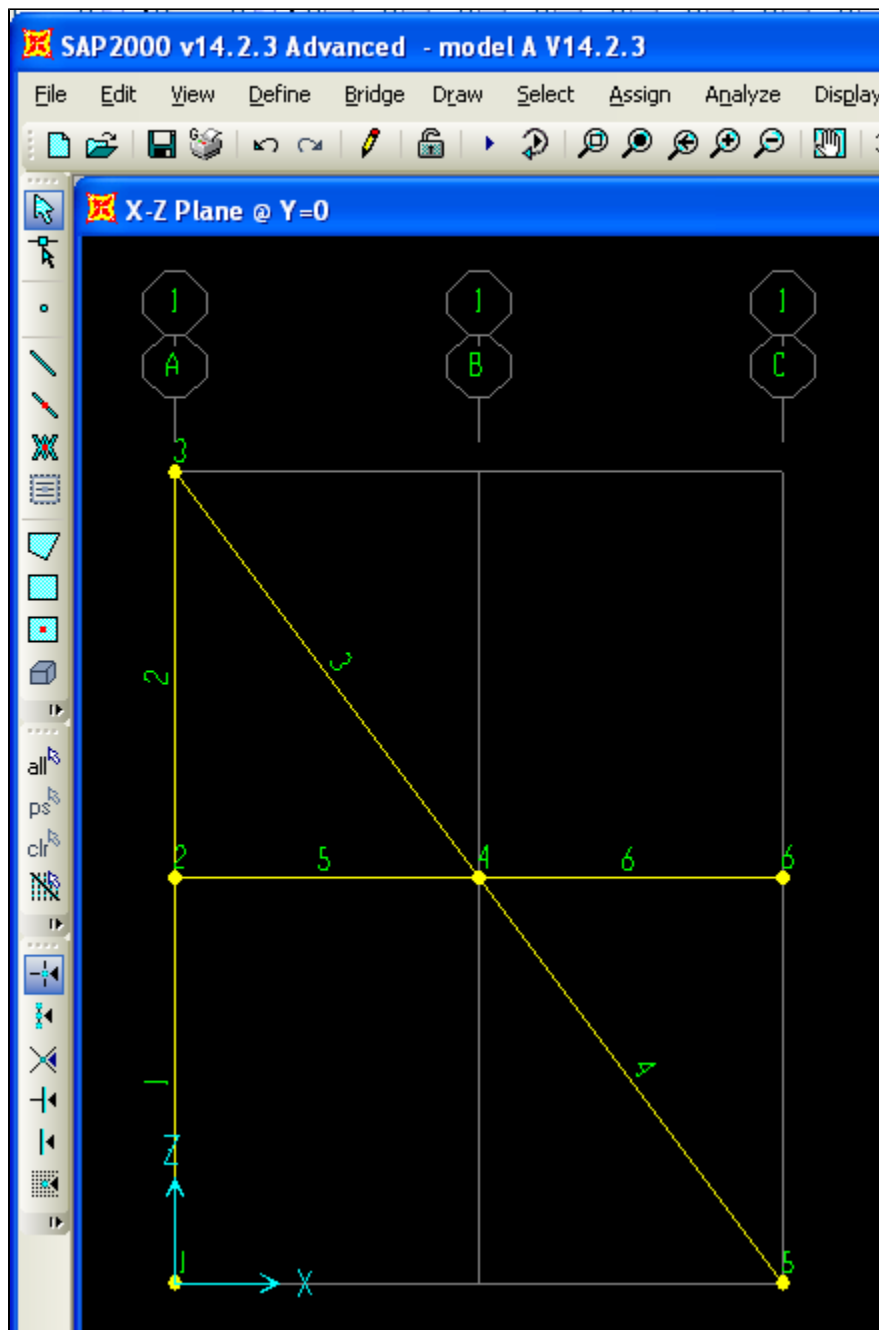 SAP2000 v14.2.3 Advanced - model A V14.2.3
File Edit View Define Bridge Draw Select Assign Analyze Display
X-Z Plane @ Y=0
1 1 1
A B C
3
3
2
2 5 4 6 6
4
1
Z
1 X 5
all
ps
clr